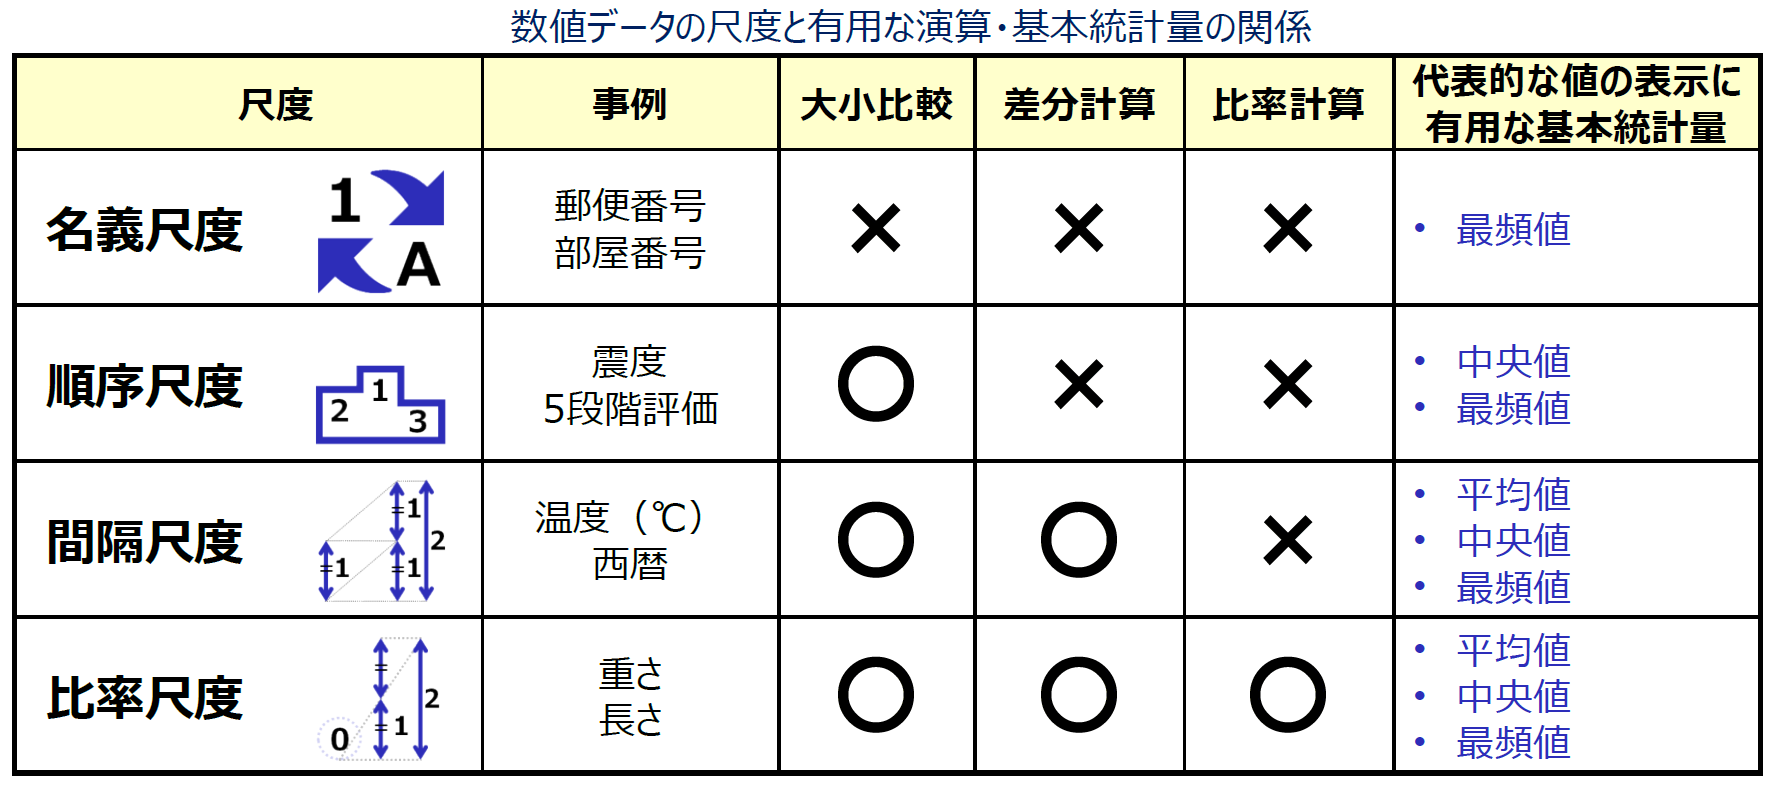 数値データの尺度と有用な演算・基本統計量の関係
尺度
事例
大小比較
差分計算
比率計算
代表的な値の表示に
有用な基本統計量
名義尺度
1
A
郵便番号
部屋番号
×
×
×
• 最頻値
順序尺度
1
2
3
震度
5段階評価
○
×
×
• 中央値
• 最頻値
間隔尺度
=1
2
=1
=1
温度（℃）
西暦
○
○
×
• 平均値
• 中央値
• 最頻値
比率尺度
=
2
=1
0
重さ
長さ
○
○
○
• 平均値
• 中央値
• 最頻値